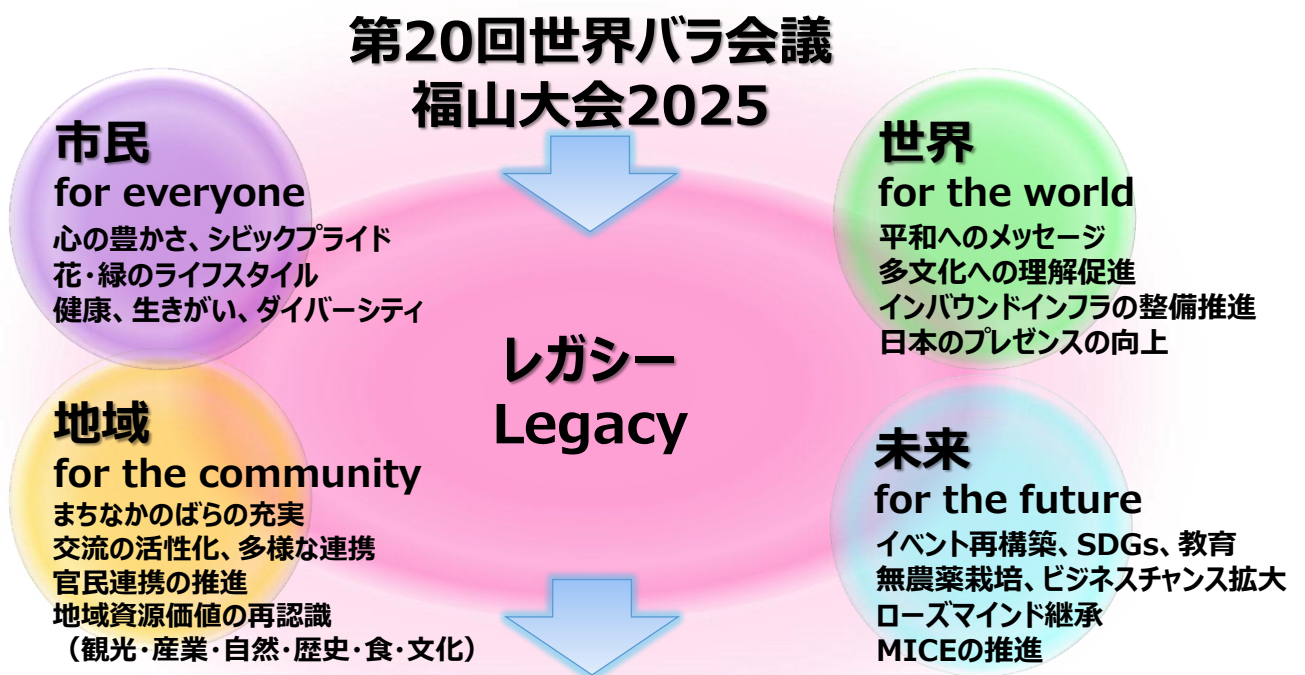 第20回世界バラ会議
福山大会2025
市民
for everyone
心の豊かさ、シビックプライド
花・緑のライフスタイル
健康、生きがい、ダイバーシティ
世界
for the world
平和へのメッセージ
多文化への理解促進
インバウンドインフラの整備推進
日本のプレゼンスの向上
レガシー
Legacy
地域
for the community
まちなかのばらの充実
交流の活性化、多様な連携
官民連携の推進
地域資源価値の再認識
（観光・産業・自然・歴史・食・文化）
未来
for the future
イベント再構築、SDGs、教育
無農薬栽培、ビジネスチャンス拡大
ローズマインド継承
MICEの推進